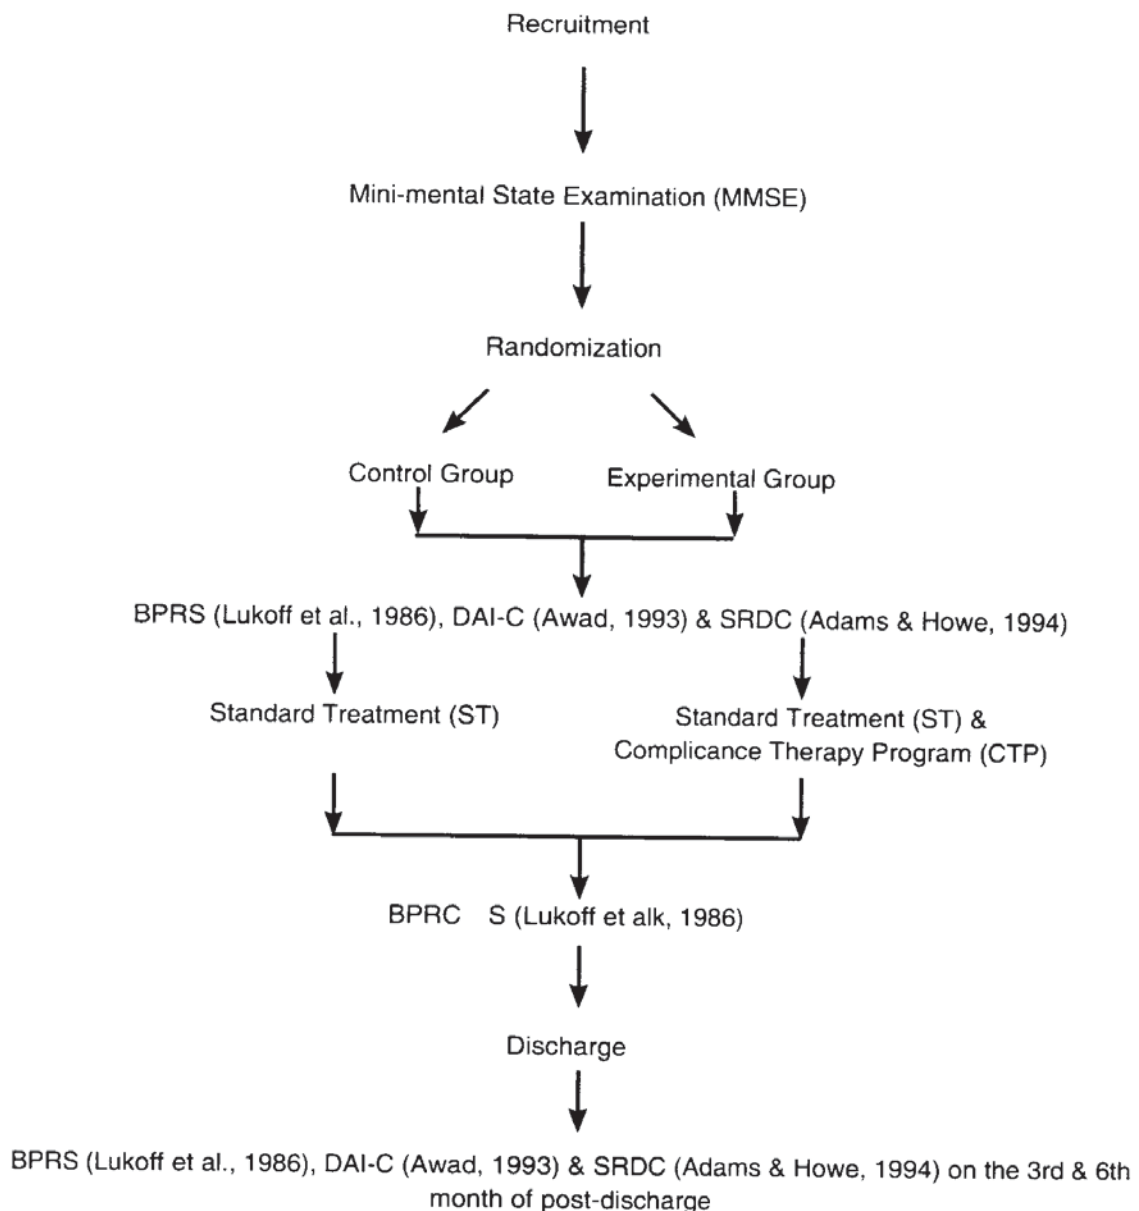 Recruitment
Mini-mental State Examination (MMSE)
Randomization
Control Group
Experimental Group
BPRS (Lukoff et al., 1986), DAI-C (Awad, 1993) & SRDC (Adams & Howe, 1994)
Standard Treatment (ST)
Standard Treatment (ST) &
Complicance Therapy Program (CTP)
BPRC S (Lukoff et alk, 1986)
Discharge
BPRS (Lukoff et al., 1986), DAI-C (Awad, 1993) & SRDC (Adams & Howe, 1994) on the 3rd & 6th
month of post-discharge